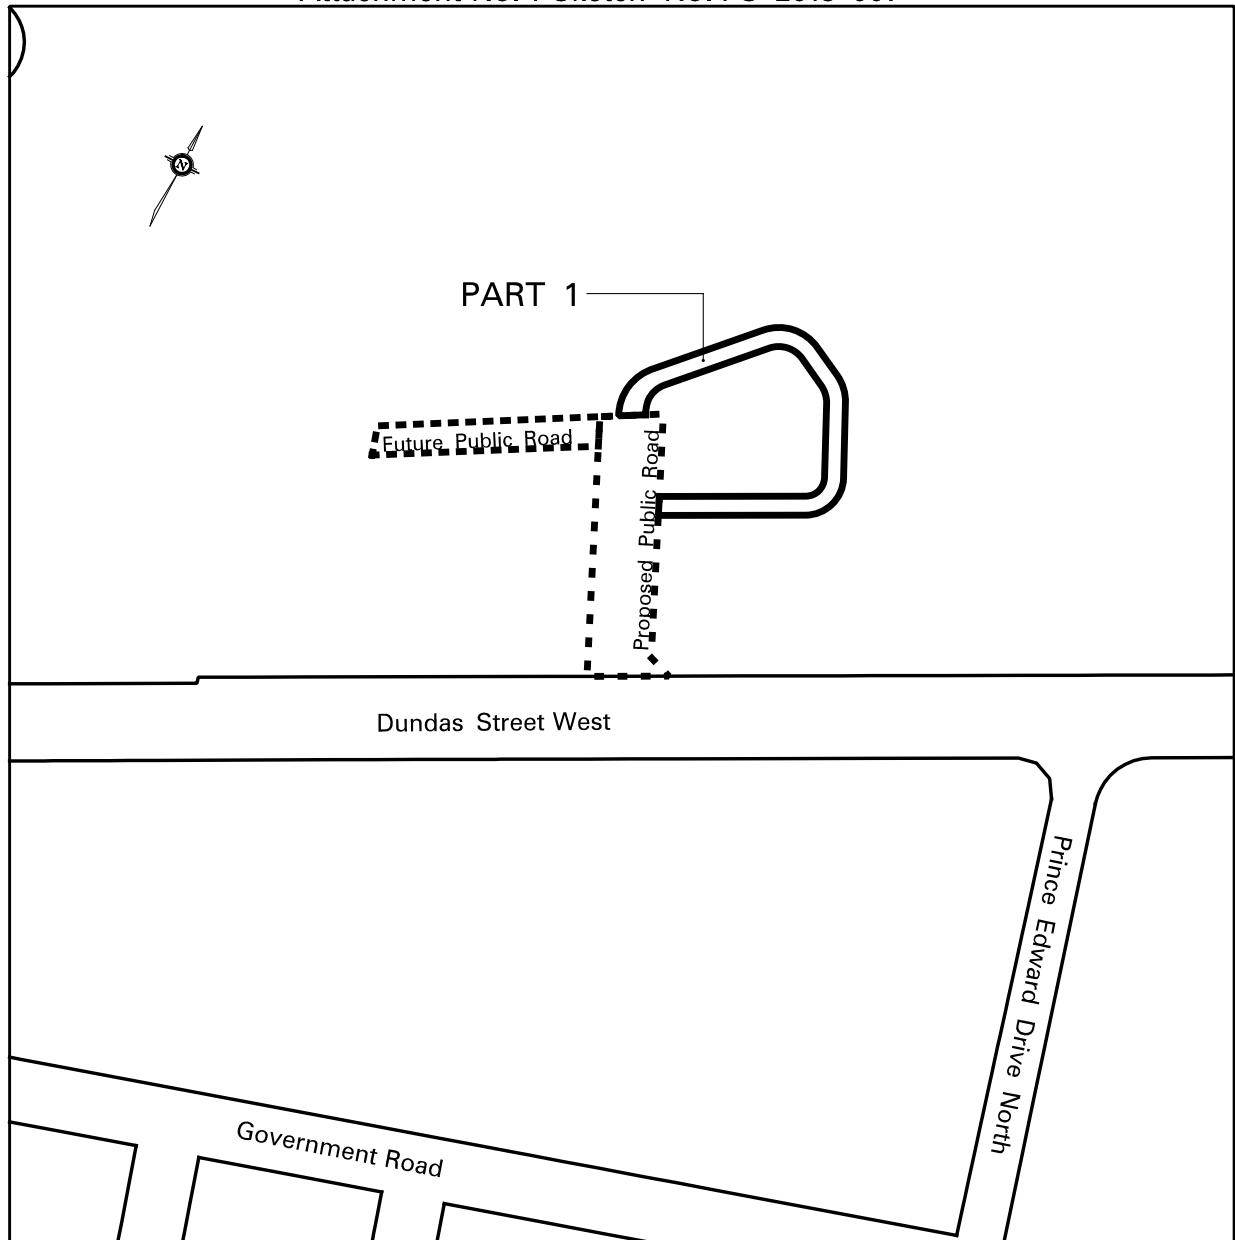 N
PART 1
Future Public Road
Proposed Public Road
Dundas Street West
Prince Edward Drive North
Government Road